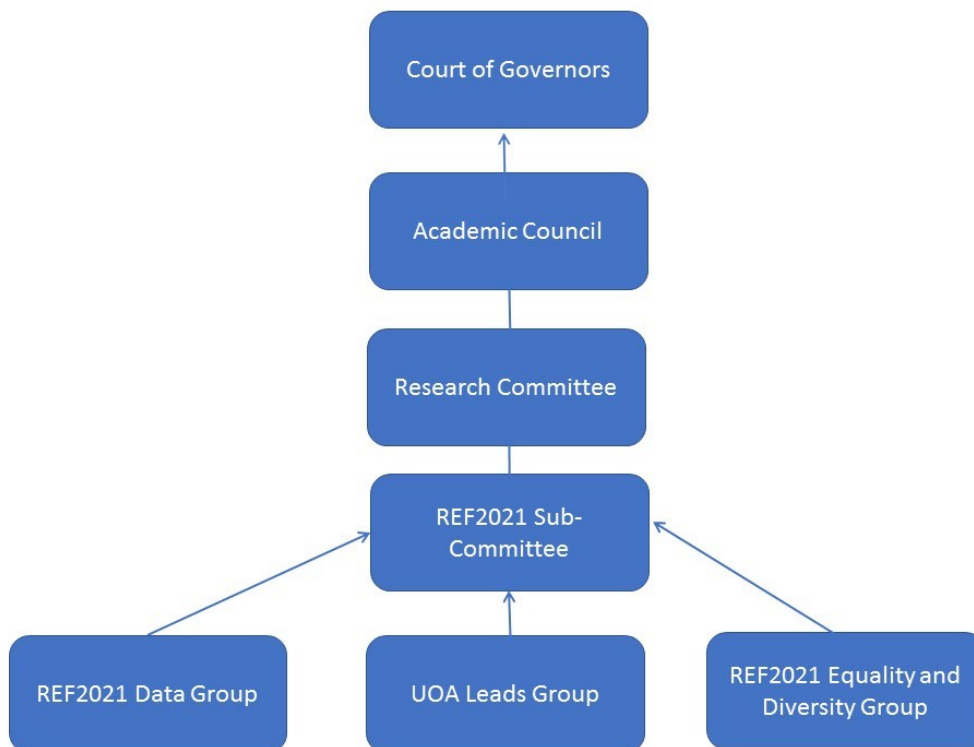 Court of Governors
Academic Council
Research Committee
REF2021 Sub-
Committee
REF2021 Data Group
UOA Leads Group
REF2021 Equality and
Diversity Group